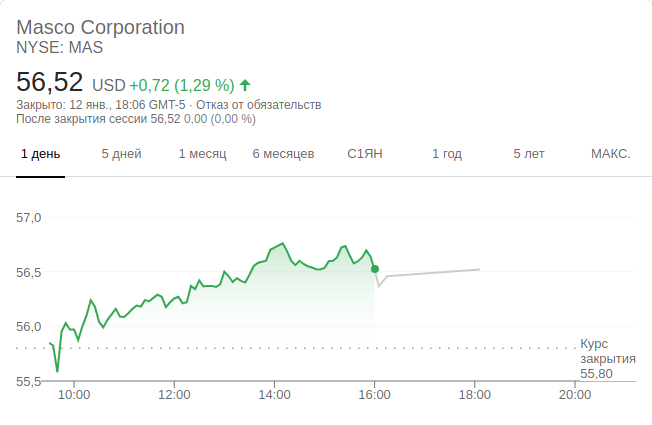 Masco Corporation
NYSE: MAS
56,52 USD +0,72 (1,29 %)
Закрыто: 12 янв., 18:06 GMT-5 · Отказ от обязательств
После закрытия сессии 56,52 0,00 (0,00 %)
1 день 5 дней 1 месяц 6 месяцев С1ЯН 1 год 5 лет МАКС.
57,0
56,5
56,0
Курс
закрытия
55,80
55,5
10:00 12:00 14:00 16:00 18:00 20:00